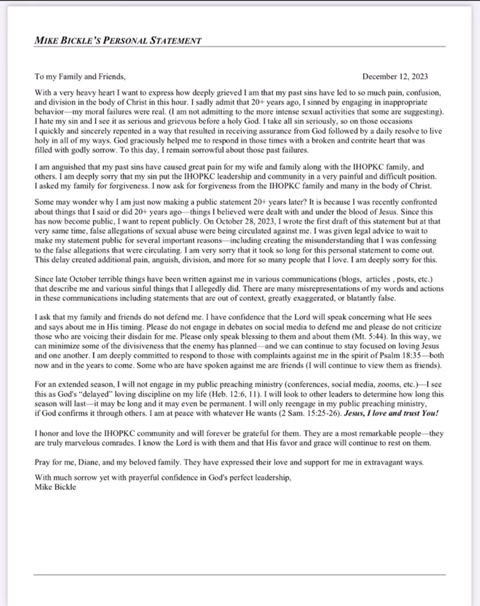 MIKE BICKLE'S PERSONAL STATEMENT
To my Family and Friends, December 12, 2023
With a very heavy heart I want to express how deeply grieved I am that my past sins have led to so much pain, confusion,
and division in the body of Christ in this hour. I sadly admit that 20+ years ago, I sinned by engaging in inappropriate
behavior—my moral failures were real. (I am not admitting to the more intense sexual activities that some are suggesting).
I hate my sin and I see it as serious and grievous before a holy God. I take all sin seriously, so on those occasions
I quickly and sincerely repented in a way that resulted in receiving assurance from God followed by a daily resolve to live
holy in all of my ways. God graciously helped me to respond in those times with a broken and contrite heart that was
filled with godly sorrow. To this day, I remain sorrowful about those past failures.
I am anguished that my past sins have caused great pain for my wife and family along with the IHOPKC family, and
others. I am deeply sorry that my sin put the IHOPKC leadership and community in a very painful and difficult position.
I asked my family for forgiveness. I now ask for forgiveness from the IHOPKC family and many in the body of Christ.
Some may wonder why I am just now making a public statement 20+ years later? It is because I was recently confronted
about things that I said or did 20+ years ago—things I believed were dealt with and under the blood of Jesus. Since this
has now become public, I want to repent publicly. On October 28, 2023, I wrote the first draft of this statement but at that
very same time, false allegations of sexual abuse were being circulated against me. I was given legal advice to wait to
make my statement public for several important reasons—including creating the misunderstanding that I was confessing
to the false allegations that were circulating. I am very sorry that it took so long for this personal statement to come out.
This delay created additional pain, anguish, division, and more for so many people that I love. I am deeply sorry for this.
Since late October terrible things have been written against me in various communications (blogs, articles , posts, etc.)
that describe me and various sinful things that I allegedly did. There are many misrepresentations of my words and actions
in these communications including statements that are out of context, greatly exaggerated, or blatantly false.
I ask that my family and friends do not defend me. I have confidence that the Lord will speak concerning what He sees
and says about me in His timing. Please do not engage in debates on social media to defend me and please do not criticize
those who are voicing their disdain for me. Please only speak blessing to them and about them (Mt. 5:44). In this way, we
can minimize some of the divisiveness that the enemy has planned—and we can continue to stay focused on loving Jesus
and one another. I am deeply committed to respond to those with complaints against me in the spirit of Psalm 18:35—both
now and in the years to come. Some who are have spoken against me are friends (I will continue to view them as friends).
For an extended season, I will not engage in my public preaching ministry (conferences, social media, zooms, etc.)—I see
this as God's "delayed" loving discipline on my life (Heb. 12:6, 11). I will look to other leaders to determine how long this
season will last—it may be long and it may even be permanent. I will only reengage in my public preaching ministry,
if God confirms it through others. I am at peace with whatever He wants (2 Sam. 15:25-26). Jesus, I love and trust You!
I honor and love the IHOPKC community and will forever be grateful for them. They are a most remarkable people—they
are truly marvelous comrades. I know the Lord is with them and that His favor and grace will continue to rest on them.
Pray for me, Diane, and my beloved family. They have expressed their love and support for me in extravagant ways.
With much sorrow yet with prayerful confidence in God's perfect leadership,
Mike Bickle